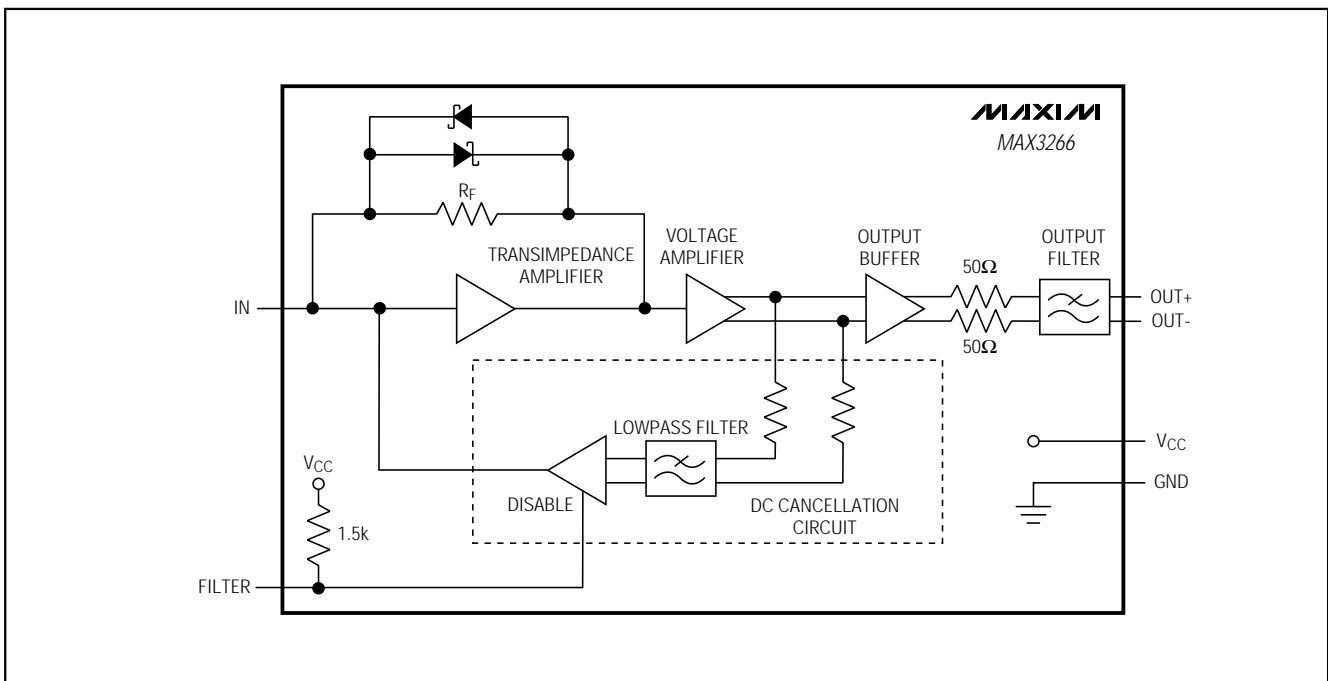 MAXIM
MAX3266
RF
TRANSIMPEDANCE
AMPLIFIER
VOLTAGE
AMPLIFIER
OUTPUT
BUFFER
OUTPUT
FILTER
50Ω
50Ω
IN
OUT+
OUT-
LOWPASS FILTER
DISABLE
DC CANCELLATION
CIRCUIT
VCC
1.5k
FILTER
VCC
GND